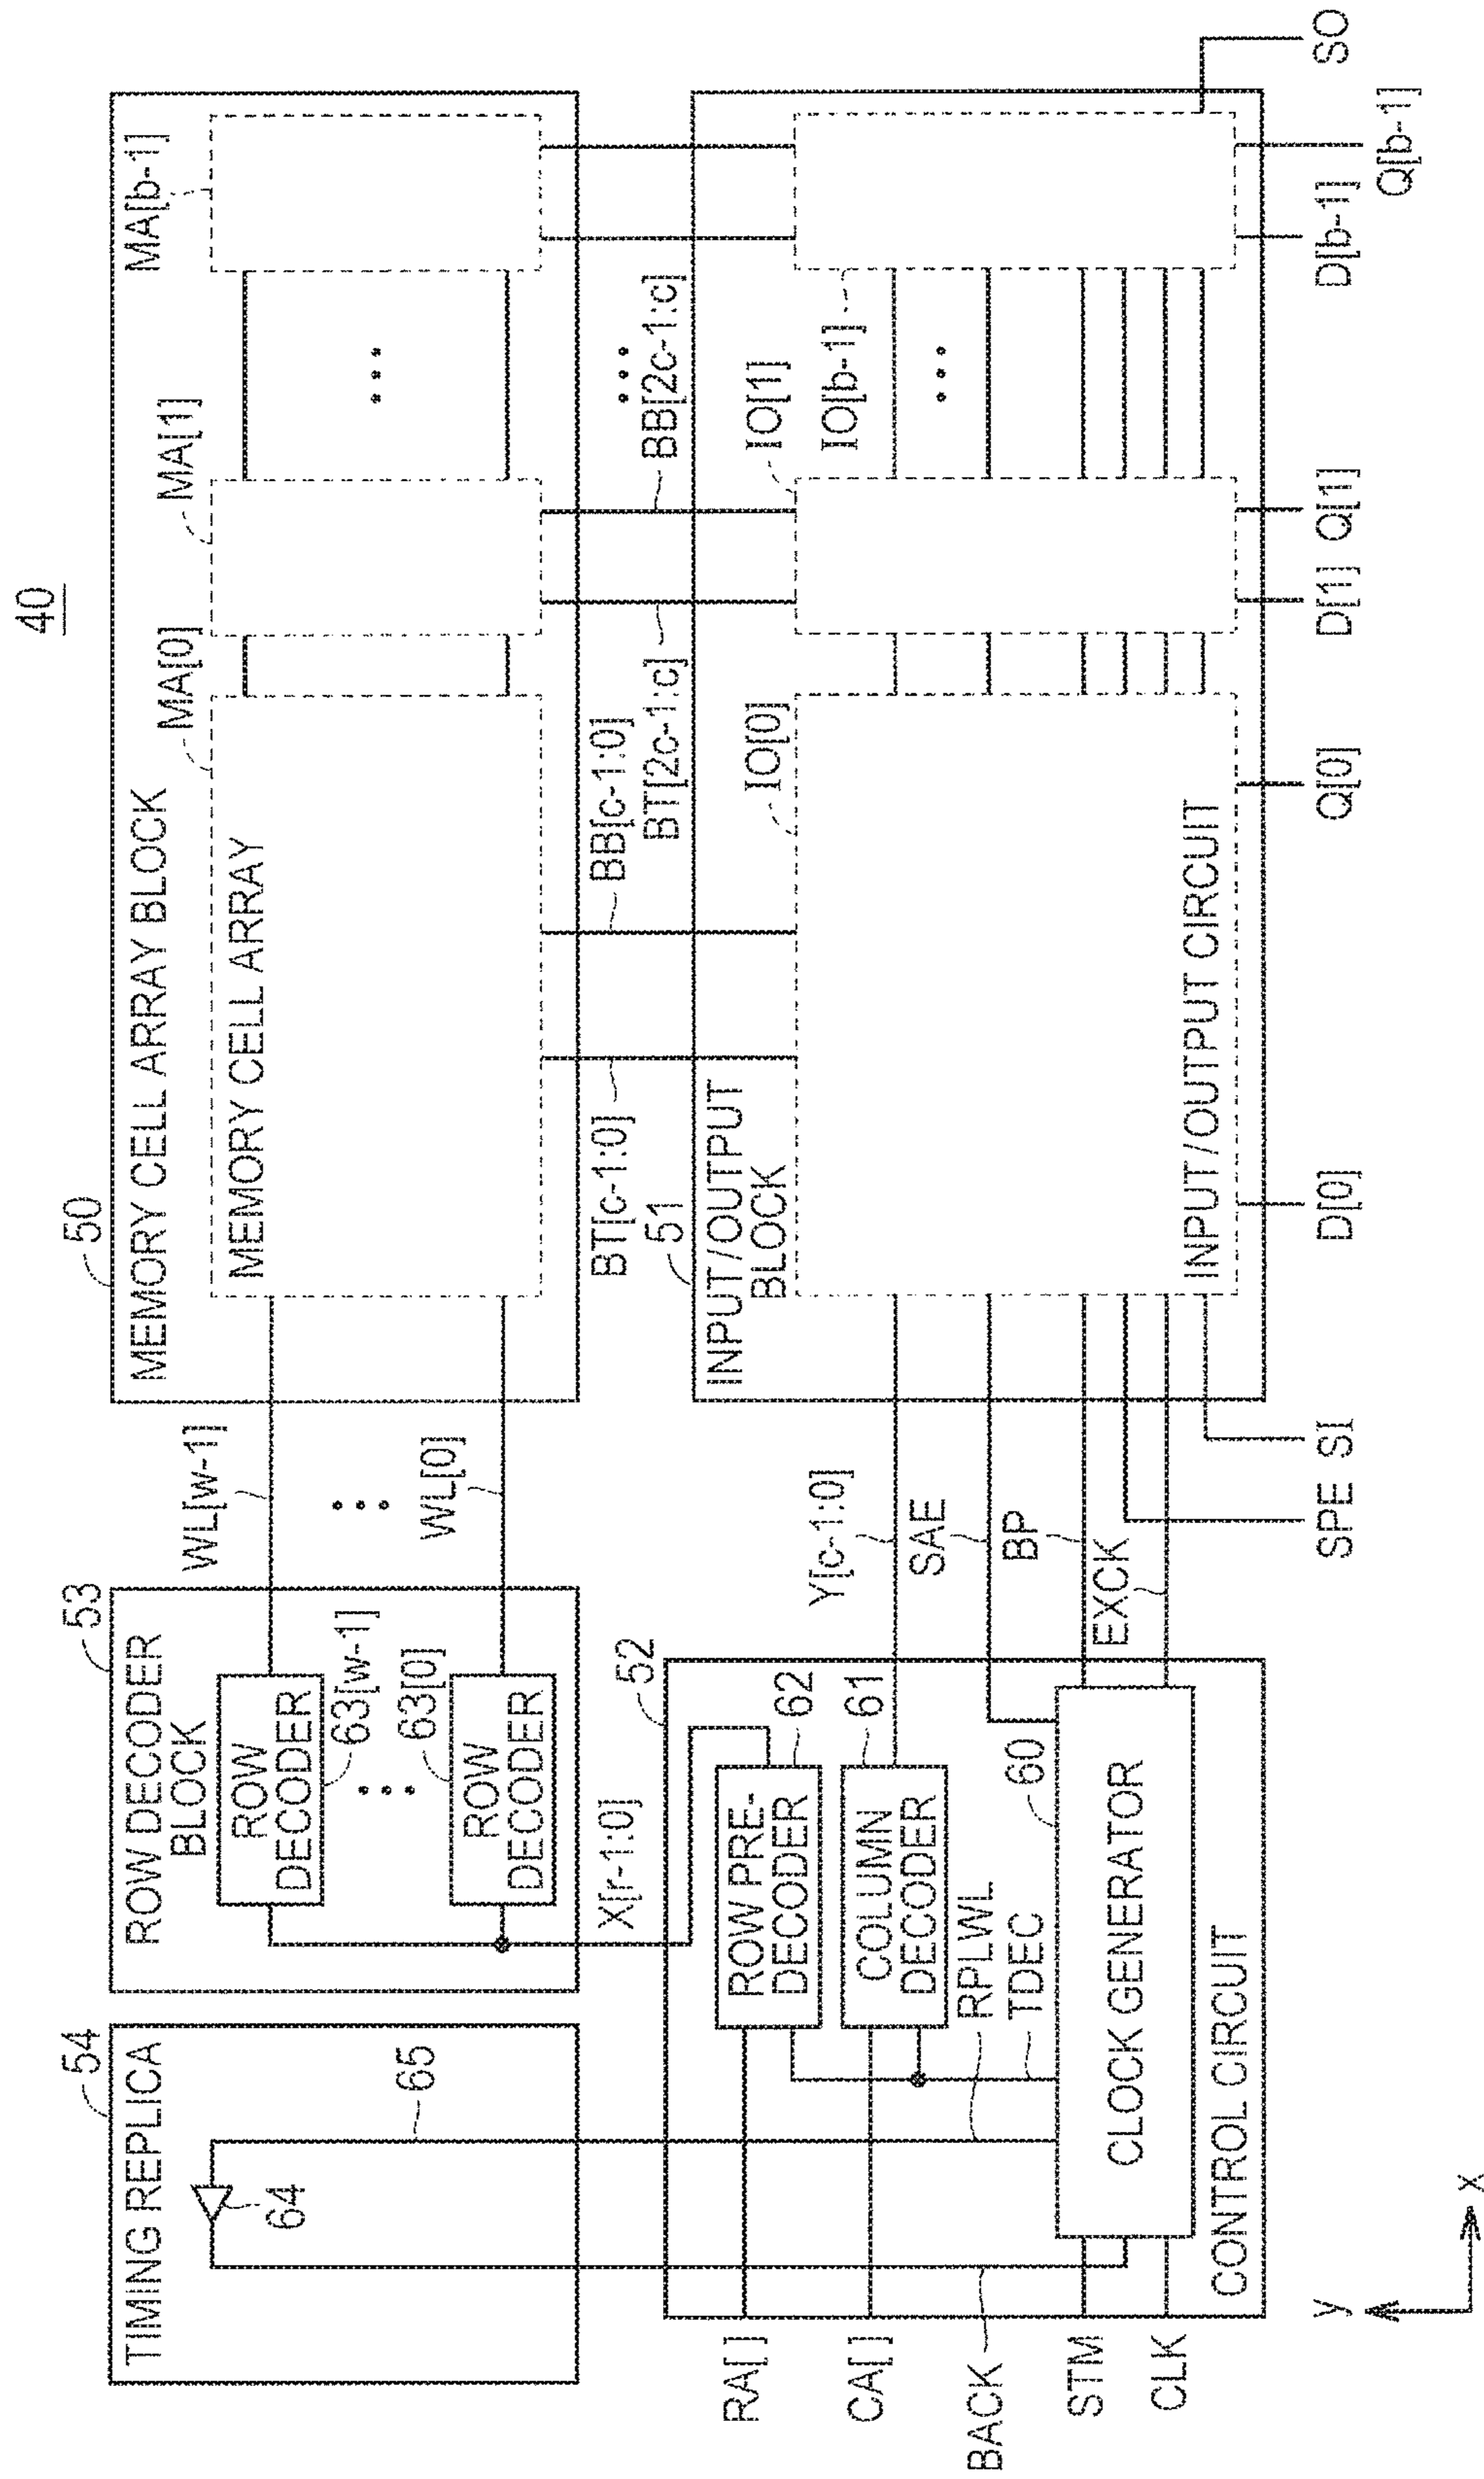 40
54
TIMING REPLICA
64
65
53
ROW DECODER
BLOCK
ROW
DECODER
63[w-1]
63[0]
ROW
DECODER
WL[w-1]
WL[0]
50
MEMORY CELL ARRAY BLOCK
MEMORY CELL ARRAY
MA[0]
MA[1]
MA[b-1]
X[r-1:0]
BT[c-1:0]
BB[c-1:0]
BT[2c-1:c]
BB[2c-1:c]
52
RA[ ]
CA[ ]
BACK
STM
CLK
ROW PRE-
DECODER
62
COLUMN
DECODER
61
RPLWL
TDEC
60
CLOCK GENERATOR
CONTROL CIRCUIT
Y[c-1:0]
SAE
BP
EXCK
SPE
SI
51
INPUT/OUTPUT
BLOCK
IO[0]
IO[1]
IO[b-1]
INPUT/OUTPUT CIRCUIT
D[0]
Q[0]
D[1]
Q[1]
D[b-1]
Q[b-1]
SO
y
x